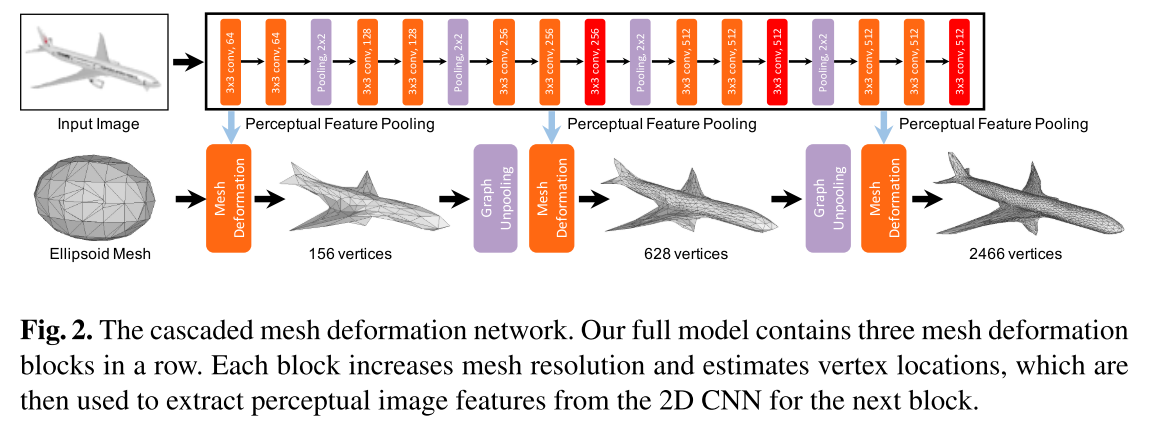 3x3 conv, 64
3x3 conv, 64
Pooling, 2x2
3x3 conv, 128
3x3 conv, 128
Pooling, 2x2
3x3 conv, 256
3x3 conv, 256
3x3 conv, 256
Pooling, 2x2
3x3 conv, 512
3x3 conv, 512
3x3 conv, 512
Pooling, 2x2
3x3 conv, 512
3x3 conv, 512
3x3 conv, 512
Input Image
Perceptual Feature Pooling
Perceptual Feature Pooling
Perceptual Feature Pooling
Mesh
Deformation
Graph
Unpooling
Mesh
Deformation
Graph
Unpooling
Mesh
Deformation
Ellipsoid Mesh
156 vertices
628 vertices
2466 vertices
Fig. 2. The cascaded mesh deformation network. Our full model contains three mesh deformation
blocks in a row. Each block increases mesh resolution and estimates vertex locations, which are
then used to extract perceptual image features from the 2D CNN for the next block.